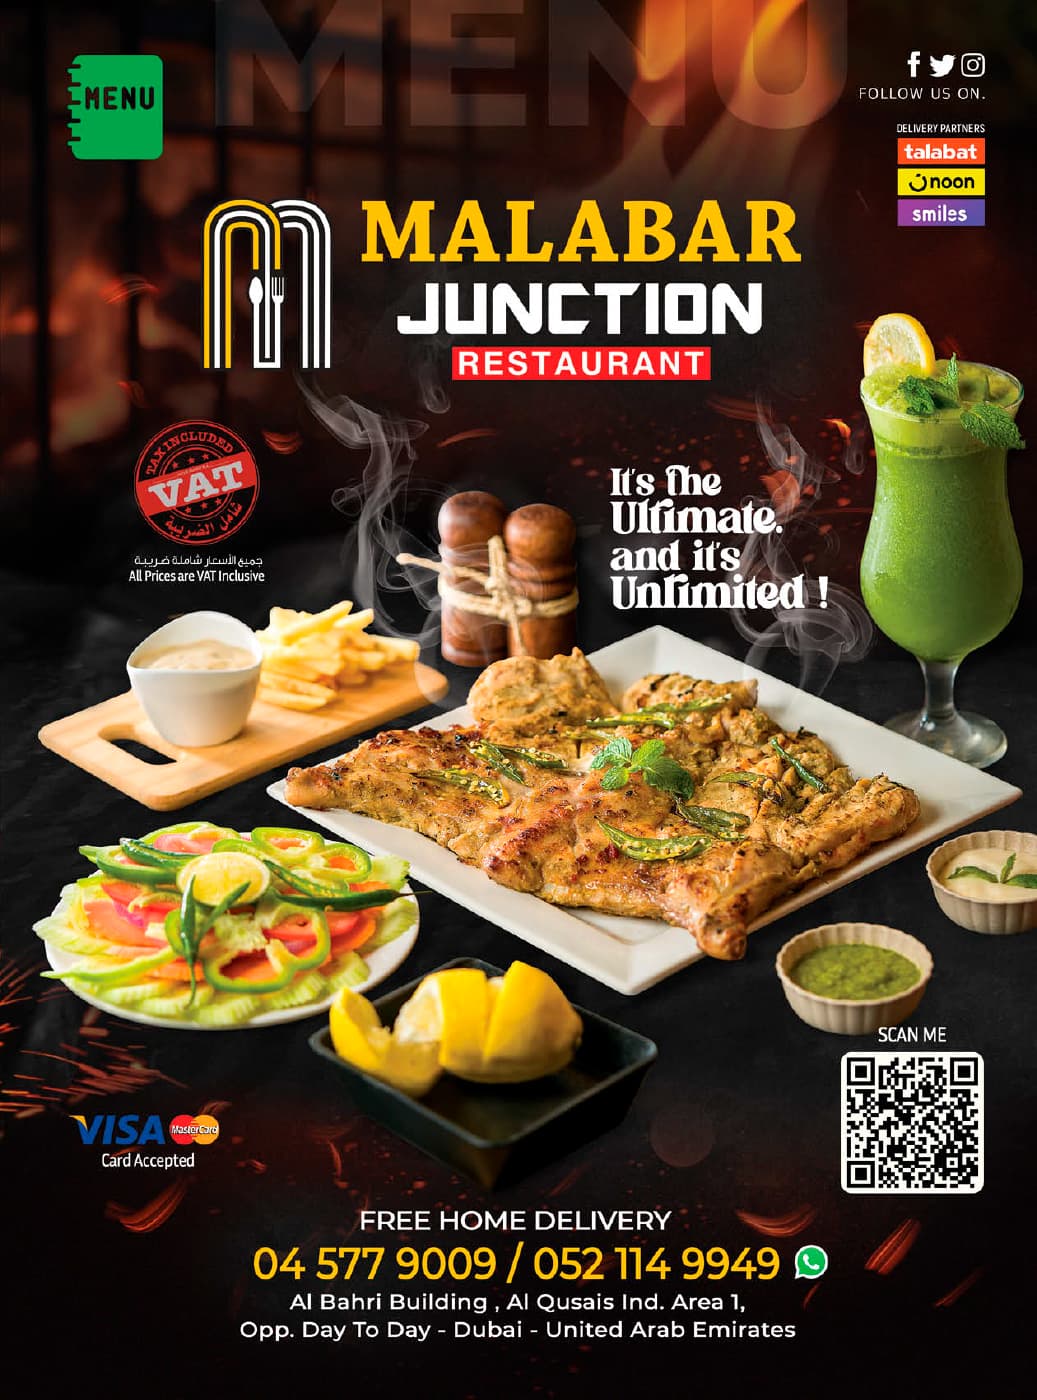 MENU
MENU
FOLLOW US ON.
DELIVERY PARTNERS
talabat
نون noon
smiles
MALABAR
JUNCTION
RESTAURANT
TAX INCLUDED
VAT
شامل الضريبة
جميع الأسعار شاملة ضريبة
All Prices are VAT Inclusive
It's the
Ultimate.
and it's
Unlimited !
SCAN ME
VISA MasterCard
Card Accepted
FREE HOME DELIVERY
04 577 9009 / 052 114 9949
Al Bahri Building , Al Qusais Ind. Area 1,
Opp. Day To Day - Dubai - United Arab Emirates